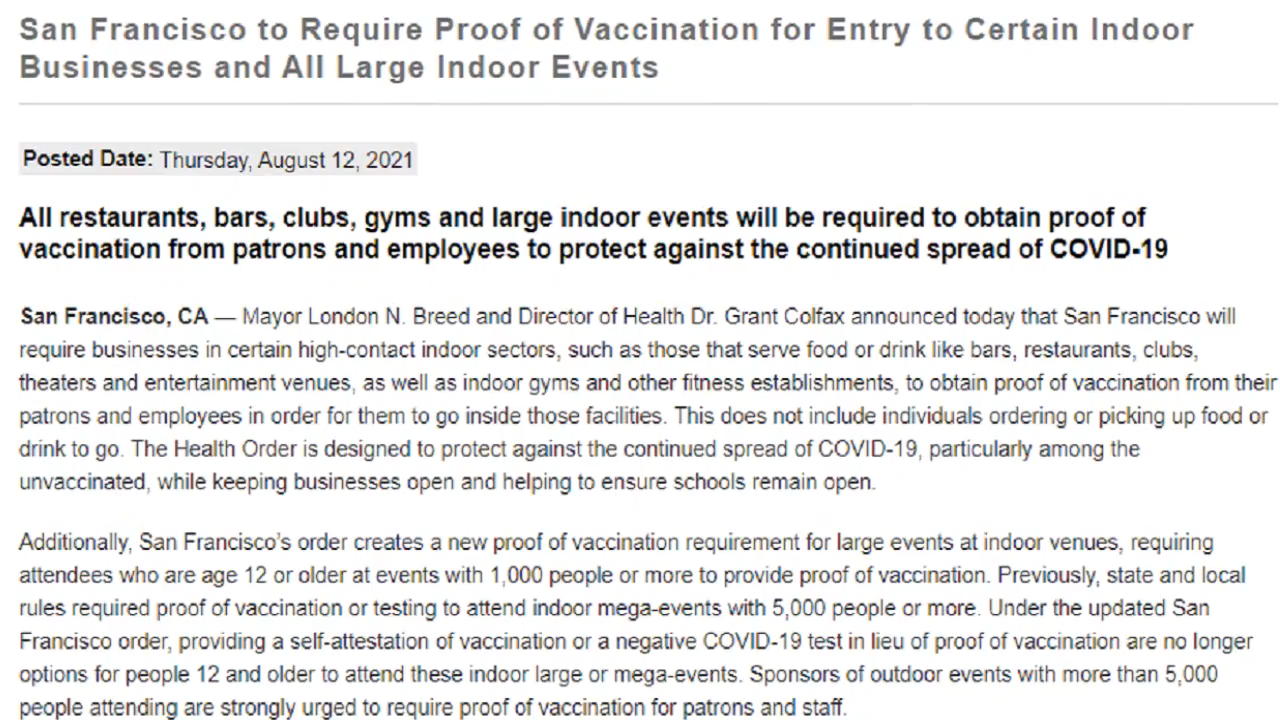 San Francisco to Require Proof of Vaccination for Entry to Certain Indoor
Businesses and All Large Indoor Events
Posted Date: Thursday, August 12, 2021
All restaurants, bars, clubs, gyms and large indoor events will be required to obtain proof of
vaccination from patrons and employees to protect against the continued spread of COVID-19
San Francisco, CA — Mayor London N. Breed and Director of Health Dr. Grant Colfax announced today that San Francisco will
require businesses in certain high-contact indoor sectors, such as those that serve food or drink like bars, restaurants, clubs,
theaters and entertainment venues, as well as indoor gyms and other fitness establishments, to obtain proof of vaccination from their
patrons and employees in order for them to go inside those facilities. This does not include individuals ordering or picking up food or
drink to go. The Health Order is designed to protect against the continued spread of COVID-19, particularly among the
unvaccinated, while keeping businesses open and helping to ensure schools remain open.
Additionally, San Francisco's order creates a new proof of vaccination requirement for large events at indoor venues, requiring
attendees who are age 12 or older at events with 1,000 people or more to provide proof of vaccination. Previously, state and local
rules required proof of vaccination or testing to attend indoor mega-events with 5,000 people or more. Under the updated San
Francisco order, providing a self-attestation of vaccination or a negative COVID-19 test in lieu of proof of vaccination are no longer
options for people 12 and older to attend these indoor large or mega-events. Sponsors of outdoor events with more than 5,000
people attending are strongly urged to require proof of vaccination for patrons and staff.